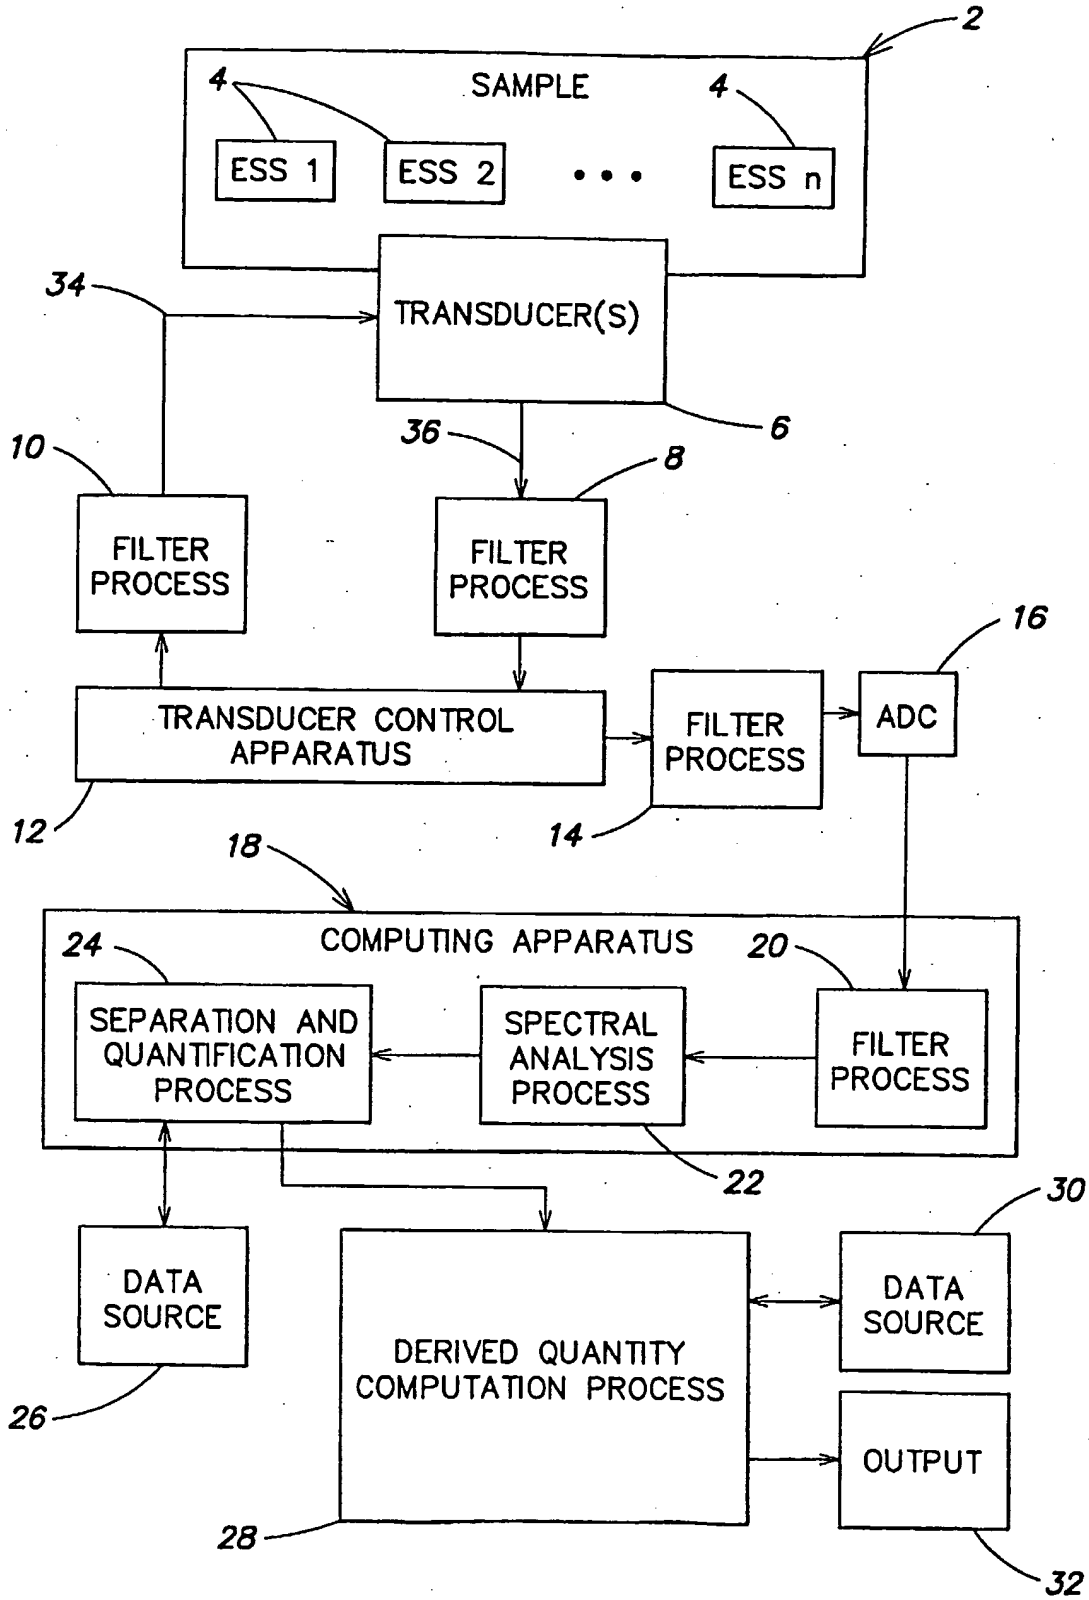 2
SAMPLE
4
4
ESS 1
ESS 2
• • •
ESS n
34
TRANSDUCER(S)
6
36
10
8
FILTER
PROCESS
FILTER
PROCESS
16
TRANSDUCER CONTROL
APPARATUS
FILTER
PROCESS
ADC
12
14
18
COMPUTING APPARATUS
24
20
SEPARATION AND
QUANTIFICATION
PROCESS
SPECTRAL
ANALYSIS
PROCESS
FILTER
PROCESS
22
30
DATA
SOURCE
DERIVED QUANTITY
COMPUTATION PROCESS
DATA
SOURCE
26
OUTPUT
28
32